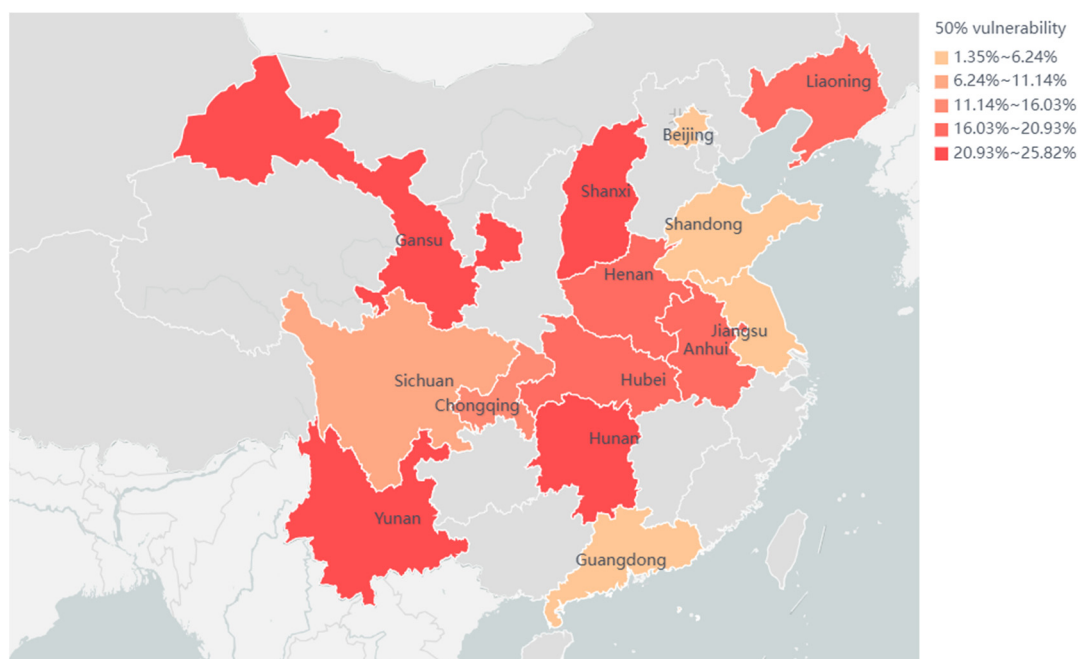 50% vulnerability
1.35%~6.24%
6.24%~11.14%
11.14%~16.03%
16.03%~20.93%
20.93%~25.82%
Liaoning
Beijing
Shanxi
Shandong
Gansu
Henan
Jiangsu
Anhui
Sichuan
Hubei
Chongqing
Hunan
Yunan
Guangdong